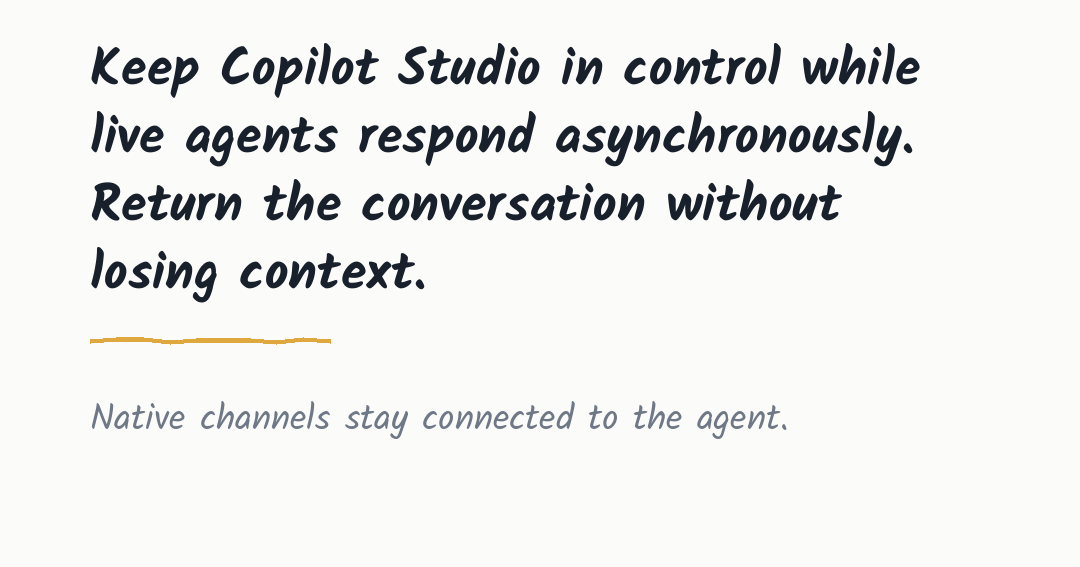 Keep Copilot Studio in control while
live agents respond asynchronously.
Return the conversation without
losing context.
Native channels stay connected to the agent.